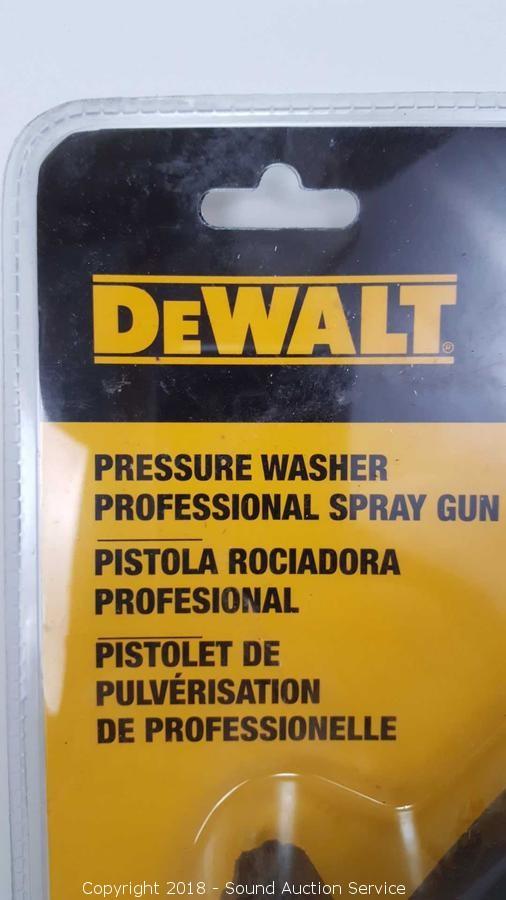 DEWALT®
PRESSURE WASHER
PROFESSIONAL SPRAY GUN
PISTOLA ROCIADORA
PROFESIONAL
PISTOLET DE
PULVÉRISATION
DE PROFESSIONELLE
Copyright 2018 - Sound Auction Service